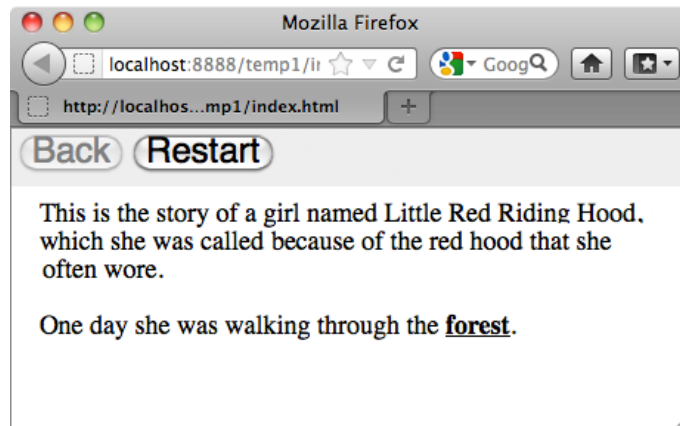 Mozilla Firefox
localhost:8888/temp1/ir
Goog
http://localhos...mp1/index.html
Back Restart
This is the story of a girl named Little Red Riding Hood,
which she was called because of the red hood that she
often wore.
One day she was walking through the forest.